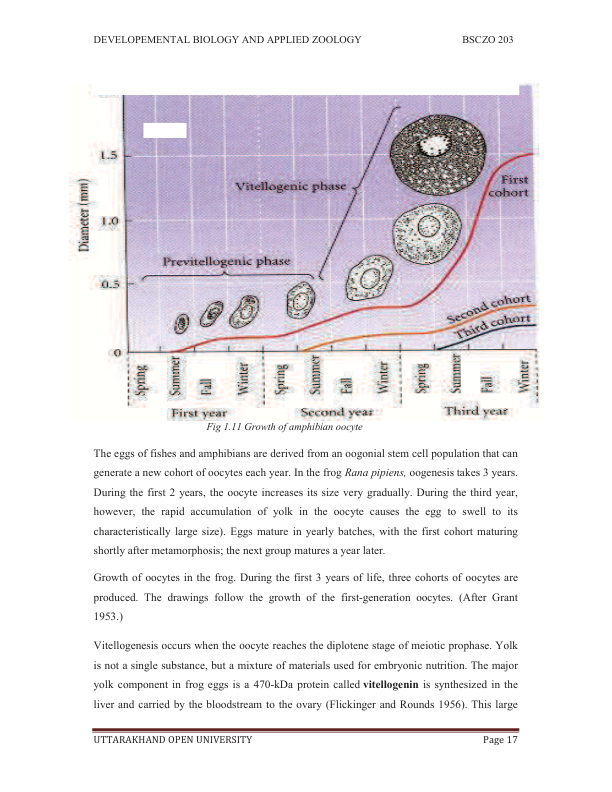 DEVELOPEMENTAL BIOLOGY AND APPLIED ZOOLOGY BSCZO 203
Diameter (mm)
1.5
1.0
0.5
0
Vitellogenic phase
Previtellogenic phase
First
cohort
Second cohort
Third cohort
Spring Summer Fall Winter Spring Summer Fall Winter Spring Summer Fall Winter
First year Second year Third year
Fig 1.11 Growth of amphibian oocyte
The eggs of fishes and amphibians are derived from an oogonial stem cell population that can
generate a new cohort of oocytes each year. In the frog Rana pipiens, oogenesis takes 3 years.
During the first 2 years, the oocyte increases its size very gradually. During the third year,
however, the rapid accumulation of yolk in the oocyte causes the egg to swell to its
characteristically large size). Eggs mature in yearly batches, with the first cohort maturing
shortly after metamorphosis; the next group matures a year later.
Growth of oocytes in the frog. During the first 3 years of life, three cohorts of oocytes are
produced. The drawings follow the growth of the first-generation oocytes. (After Grant
1953.)
Vitellogenesis occurs when the oocyte reaches the diplotene stage of meiotic prophase. Yolk
is not a single substance, but a mixture of materials used for embryonic nutrition. The major
yolk component in frog eggs is a 470-kDa protein called vitellogenin is synthesized in the
liver and carried by the bloodstream to the ovary (Flickinger and Rounds 1956). This large
UTTARAKHAND OPEN UNIVERSITY Page 17